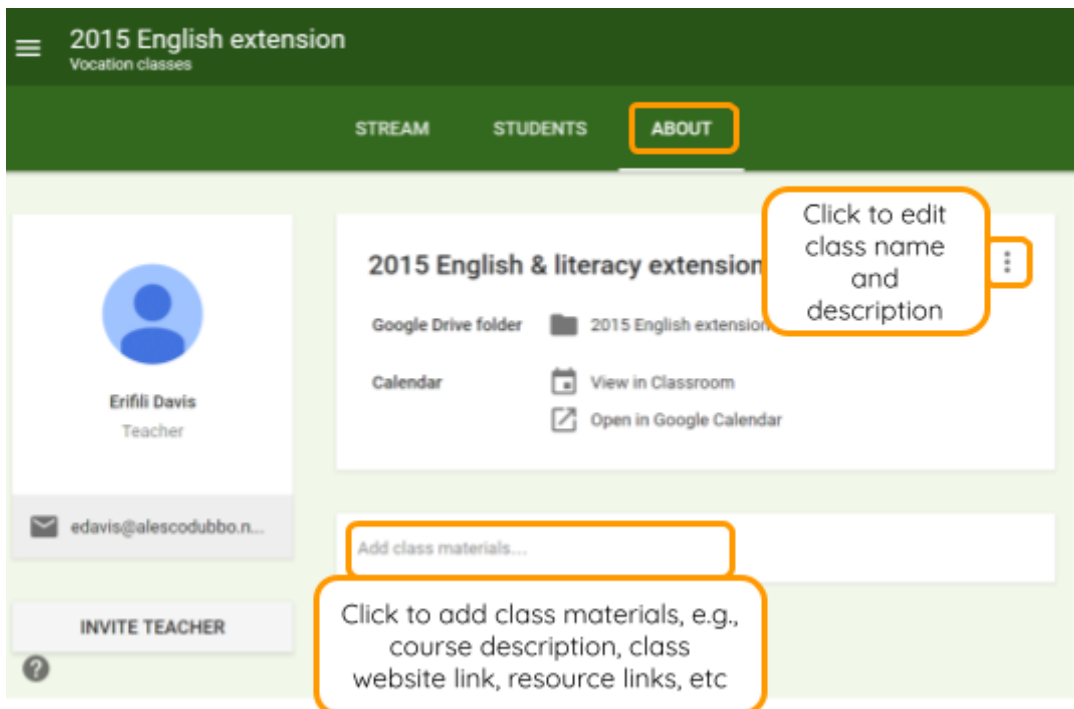 2015 English extension
Vocation classes
STREAM STUDENTS ABOUT
Click to edit
class name
and
description
2015 English & literacy extension
Google Drive folder 2015 English extension
Calendar View in Classroom
Open in Google Calendar
Erifili Davis
Teacher
edavis@alescodubbo.n...
INVITE TEACHER
Add class materials...
Click to add class materials, e.g.,
course description, class
website link, resource links, etc